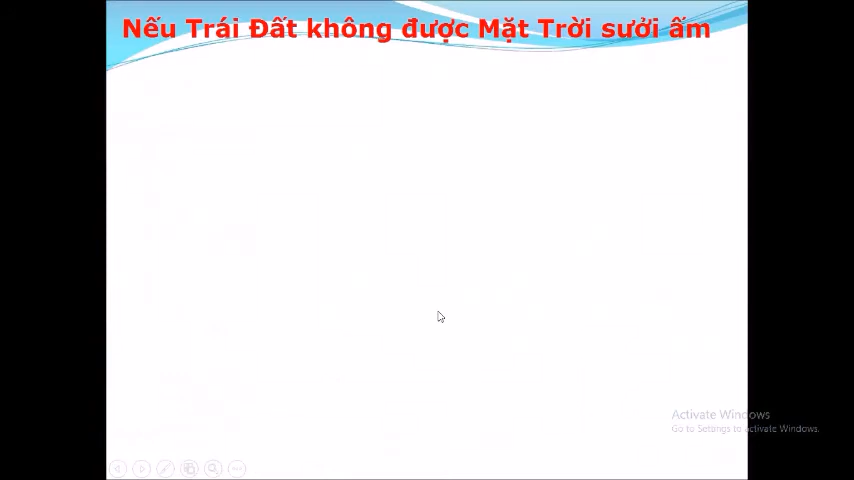 Nếu Trái Đất không được Mặt Trời sưởi ấm
Activate Windows
Go to Settings to activate Windows.